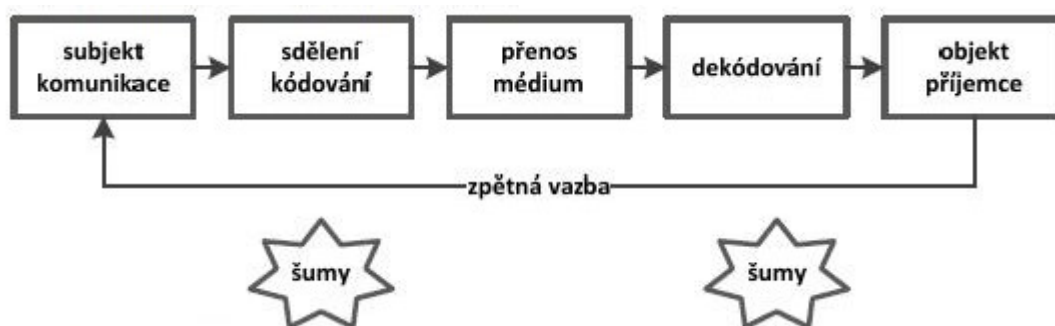 subjekt
komunikace
sdělení
kódování
přenos
médium
dekódování
objekt
příjemce
zpětná vazba
šumy
šumy